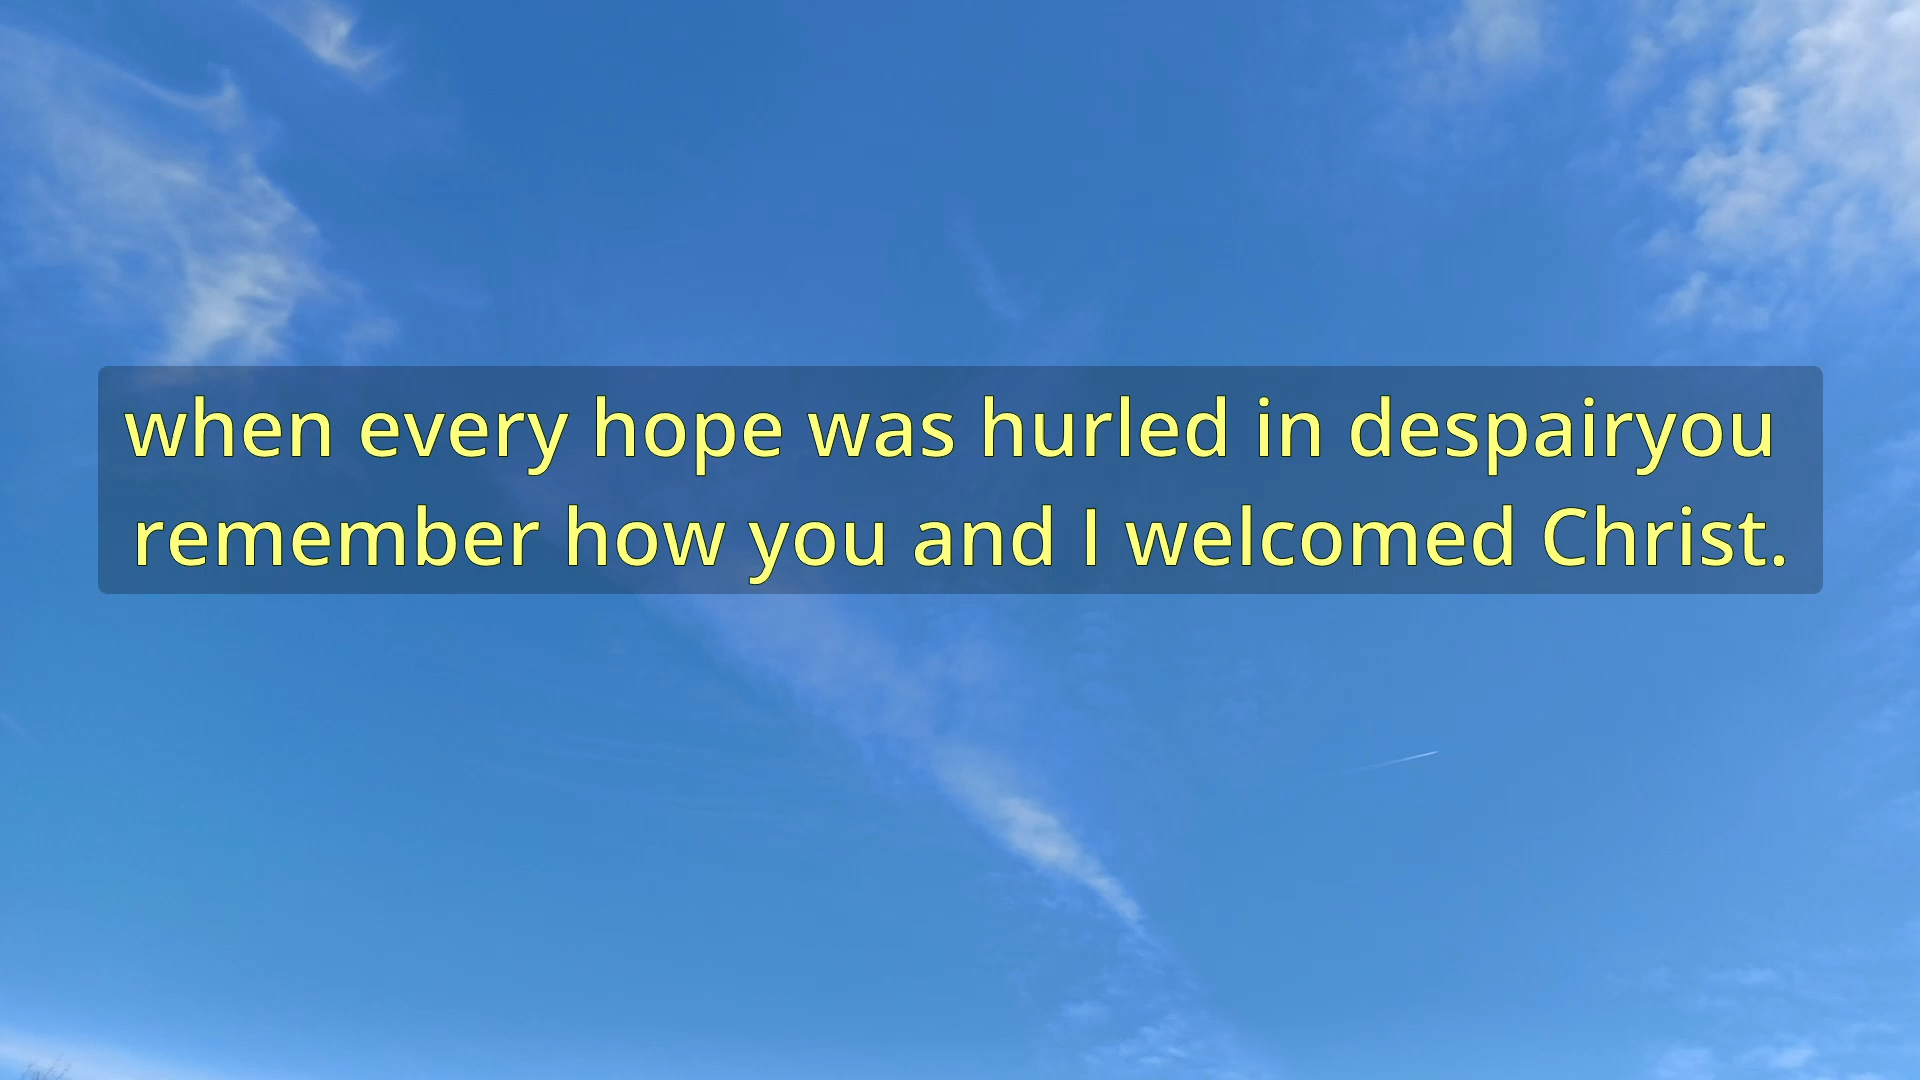 when every hope was hurled in despairyou
remember how you and I welcomed Christ.